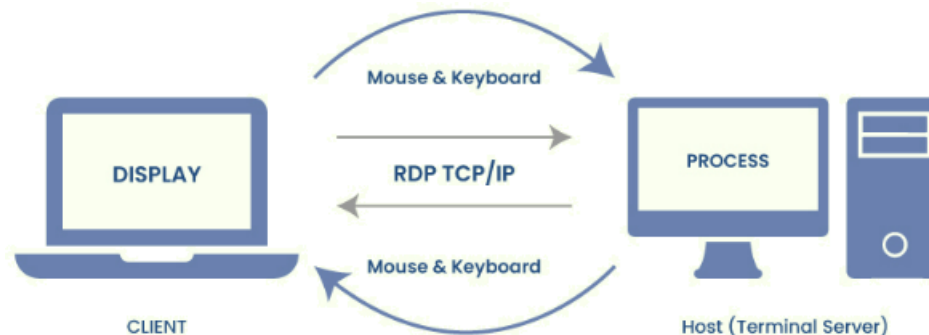 Mouse & Keyboard
DISPLAY
RDP TCP/IP
PROCESS
Mouse & Keyboard
CLIENT
Host (Terminal Server)